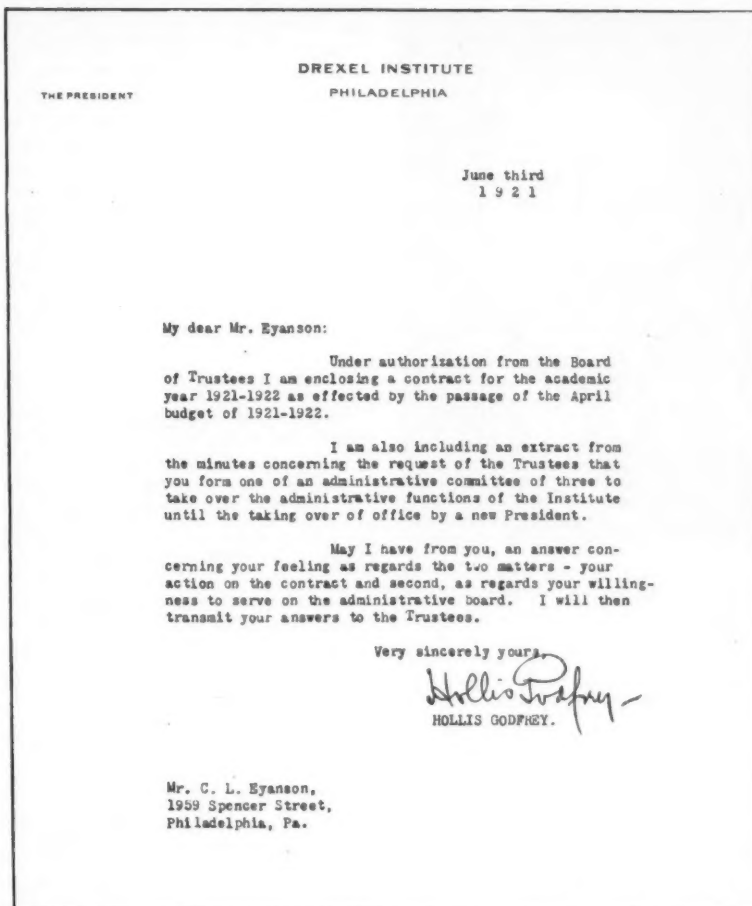 DREXEL INSTITUTE
THE PRESIDENT
PHILADELPHIA
June third
1 9 2 1
My dear Mr. Eyanson:
Under authorization from the Board
of Trustees I am enclosing a contract for the academic
year 1921-1922 as effected by the passage of the April
budget of 1921-1922.
I am also including an extract from
the minutes concerning the request of the Trustees that
you form one of an administrative committee of three to
take over the administrative functions of the Institute
until the taking over of office by a new President.
May I have from you, an answer con-
cerning your feeling as regards the two matters - your
action on the contract and second, as regards your willing-
ness to serve on the administrative board. I will then
transmit your answers to the Trustees.
Very sincerely yours,
Hollis Godfrey
HOLLIS GODFREY.
Mr. C. L. Eyanson,
1959 Spencer Street,
Philadelphia, Pa.